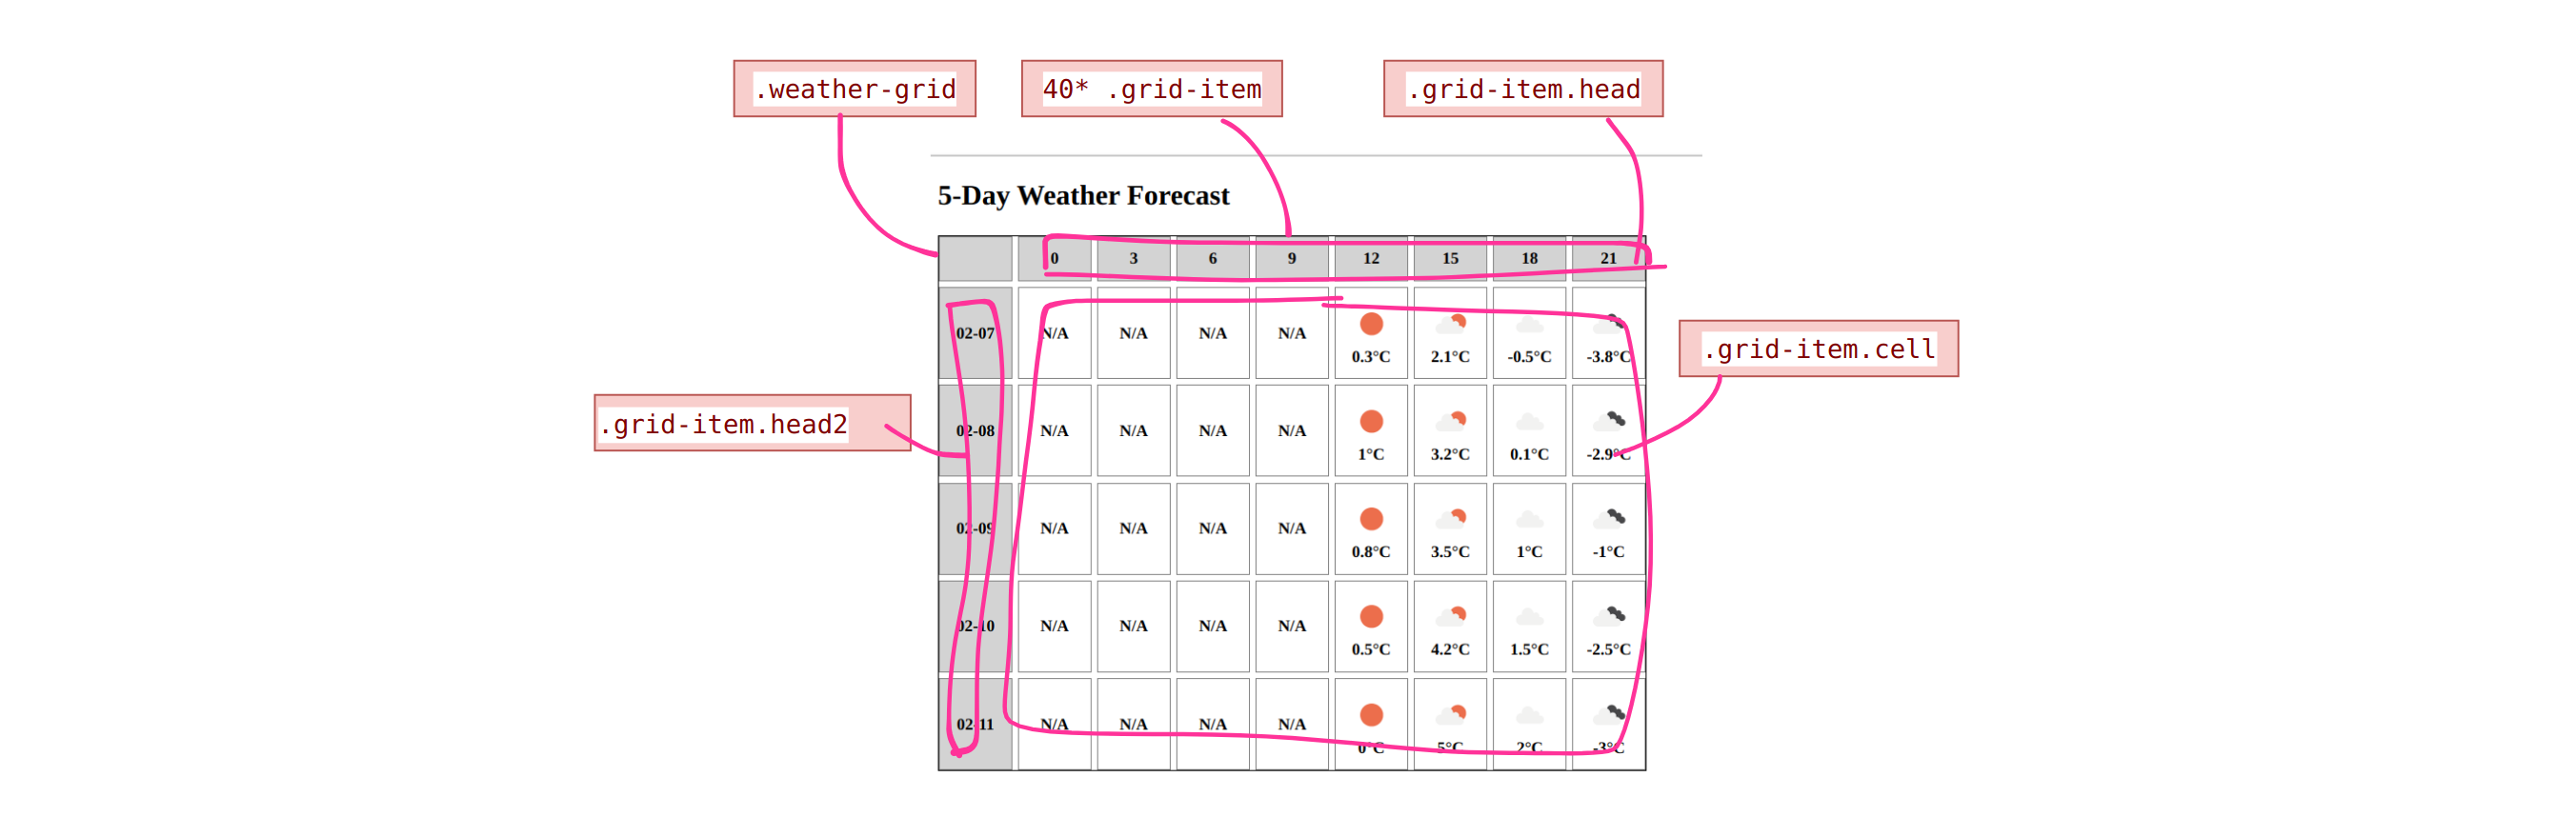 .weather-grid
40* .grid-item
.grid-item.head
5-Day Weather Forecast
0 3 6 9 12 15 18 21
02-07 N/A N/A N/A N/A 0.3°C 2.1°C -0.5°C -3.8°C
.grid-item.cell
.grid-item.head2
02-08 N/A N/A N/A N/A 1°C 3.2°C 0.1°C -2.9°C
02-09 N/A N/A N/A N/A 0.8°C 3.5°C 1°C -1°C
02-10 N/A N/A N/A N/A 0.5°C 4.2°C 1.5°C -2.5°C
02-11 N/A N/A N/A N/A 0°C 5°C 2°C -3°C